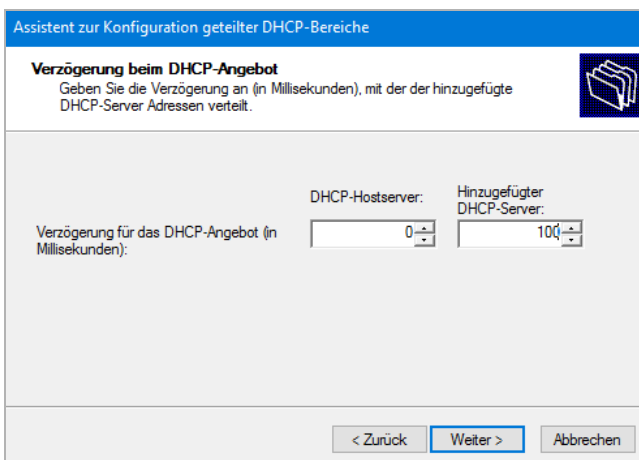 Assistent zur Konfiguration geteilter DHCP-Bereiche
Verzögerung beim DHCP-Angebot
Geben Sie die Verzögerung an (in Millisekunden), mit der der hinzugefügte
DHCP-Server Adressen verteilt.
DHCP-Hostserver:
Hinzugefügter
DHCP-Server:
Verzögerung für das DHCP-Angebot (in
Millisekunden):
0
100
< Zurück
Weiter >
Abbrechen